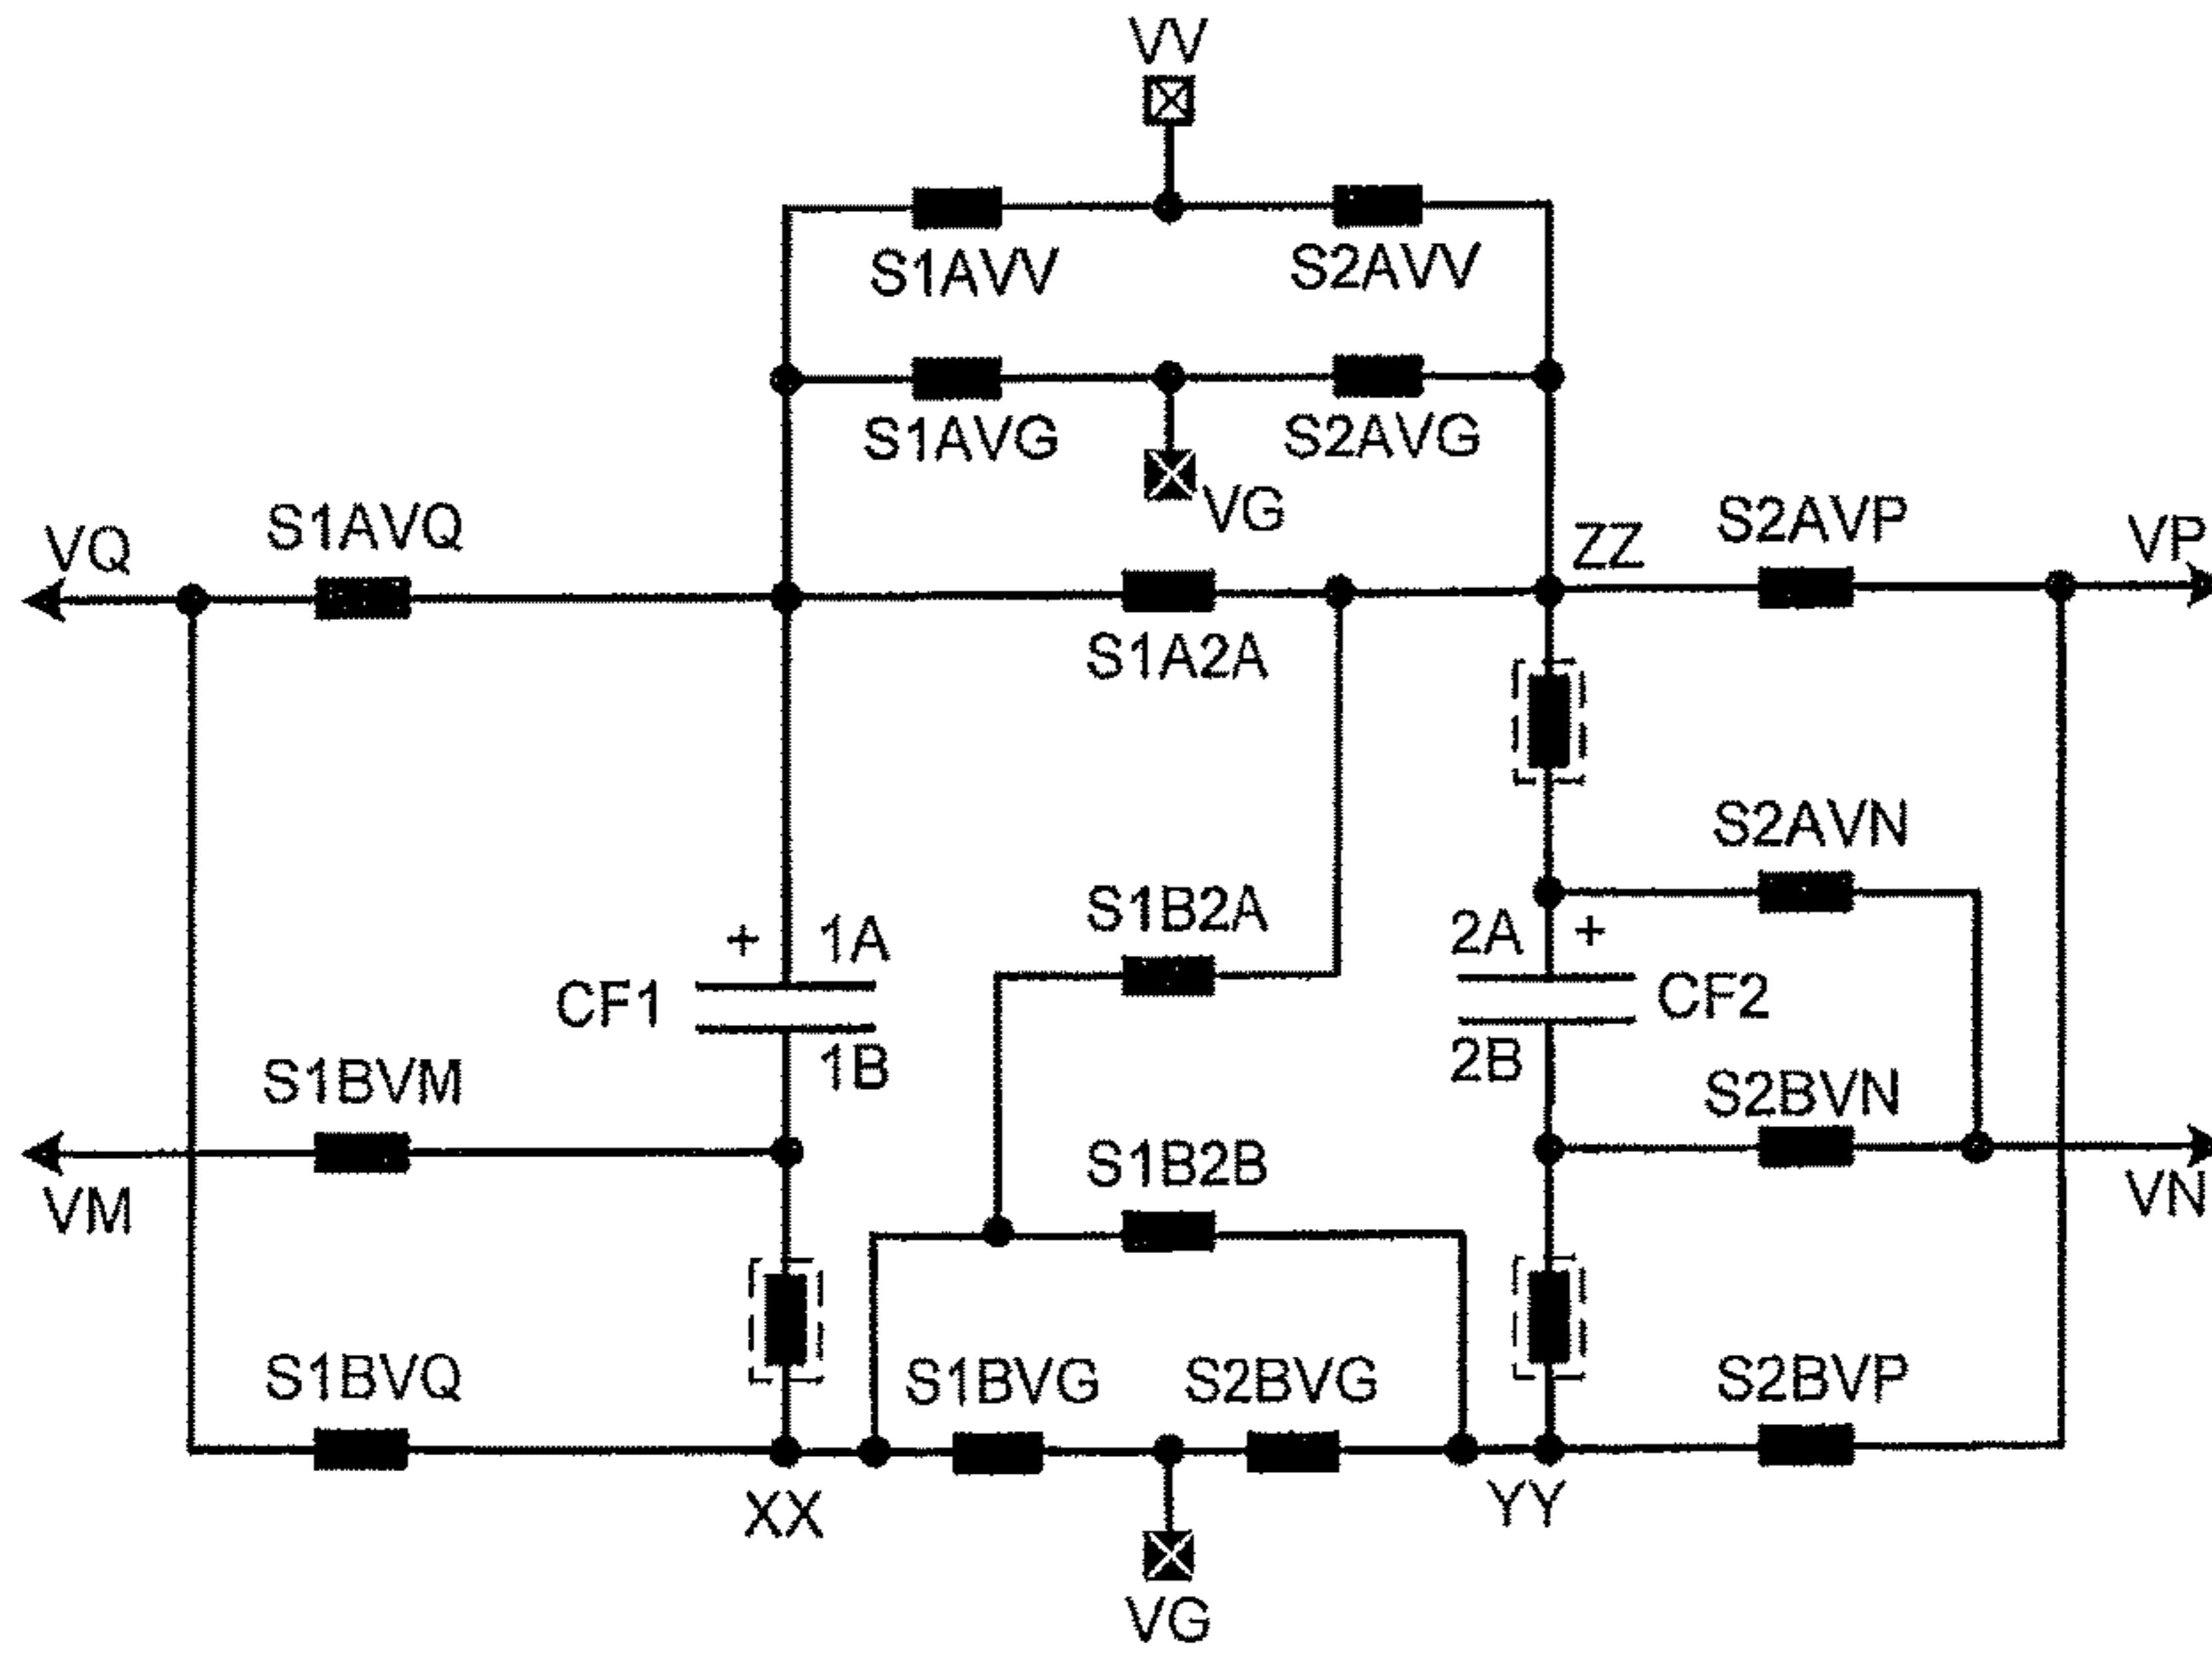 VV
S1AVV
S2AVV
S1AVG
S2AVG
VG
VQ
S1AVQ
ZZ
S2AVP
VP
S1A2A
S2AVN
S1B2A
+ 1A
2A +
CF1
CF2
1B
2B
S1BVM
S2BVN
S1B2B
VM
VN
S1BVQ
S1BVG
S2BVG
S2BVP
XX
YY
VG